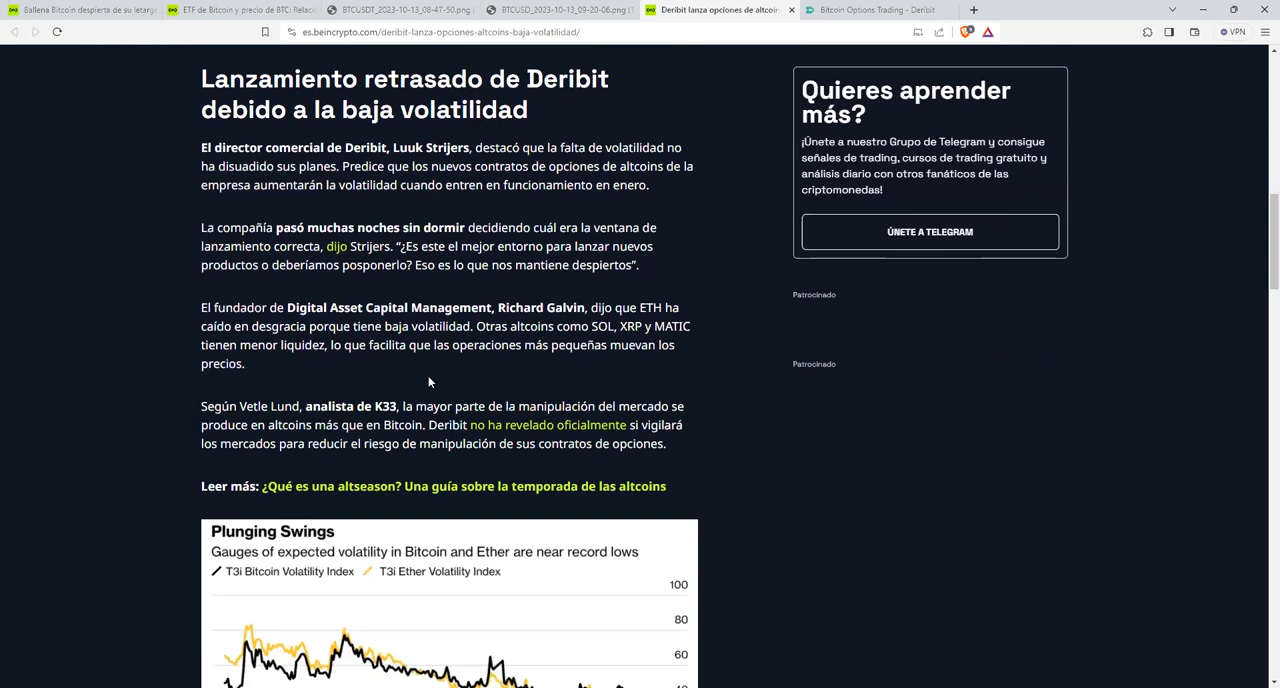 Ballena Bitcoin despierta de su letargo
ETF de Bitcoin y precio de BTC: Relaci
BTCUSDT_2023-10-13_08-47-50.png (
BTCUSD_2023-10-13_09-20-06.png (1
Deribit lanza opciones de altcoin
Bitcoin Options Trading - Deribit
es.beincrypto.com/deribit-lanza-opciones-altcoins-baja-volatilidad/
VPN
Lanzamiento retrasado de Deribit
debido a la baja volatilidad
El director comercial de Deribit, Luuk Strijers, destacó que la falta de volatilidad no
ha disuadido sus planes. Predice que los nuevos contratos de opciones de altcoins de la
empresa aumentarán la volatilidad cuando entren en funcionamiento en enero.
La compañía pasó muchas noches sin dormir decidiendo cuál era la ventana de
lanzamiento correcta, dijo Strijers. “¿Es este el mejor entorno para lanzar nuevos
productos o deberíamos posponerlo? Eso es lo que nos mantiene despiertos”.
El fundador de Digital Asset Capital Management, Richard Galvin, dijo que ETH ha
caído en desgracia porque tiene baja volatilidad. Otras altcoins como SOL, XRP y MATIC
tienen menor liquidez, lo que facilita que las operaciones más pequeñas muevan los
precios.
Según Vetle Lund, analista de K33, la mayor parte de la manipulación del mercado se
produce en altcoins más que en Bitcoin. Deribit no ha revelado oficialmente si vigilará
los mercados para reducir el riesgo de manipulación de sus contratos de opciones.
Leer más: ¿Qué es una altseason? Una guía sobre la temporada de las altcoins
Plunging Swings
Gauges of expected volatility in Bitcoin and Ether are near record lows
T3i Bitcoin Volatility Index T3i Ether Volatility Index
100
80
60
Quieres aprender
más?
¡Únete a nuestro Grupo de Telegram y consigue
señales de trading, cursos de trading gratuito y
análisis diario con otros fanáticos de las
criptomonedas!
ÚNETE A TELEGRAM
Patrocinado
Patrocinado